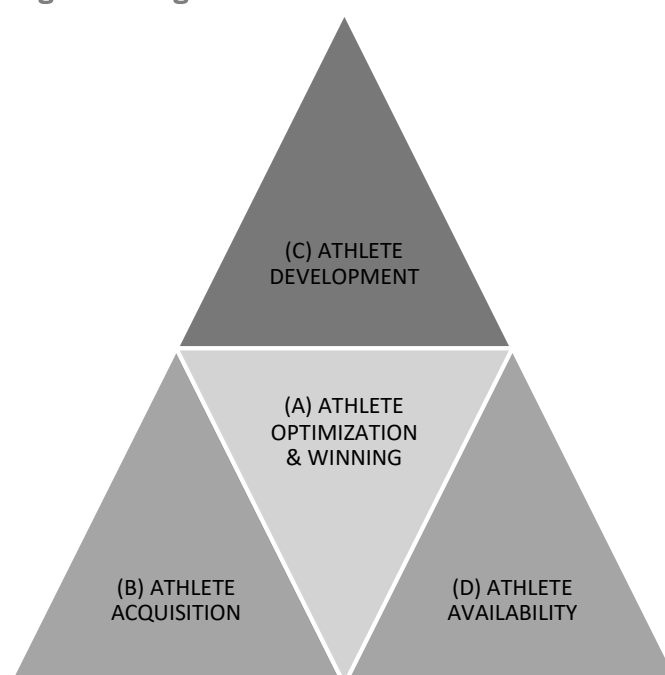 (C) ATHLETE
DEVELOPMENT
(A) ATHLETE
OPTIMIZATION
& WINNING
(B) ATHLETE
ACQUISITION
(D) ATHLETE
AVAILABILITY